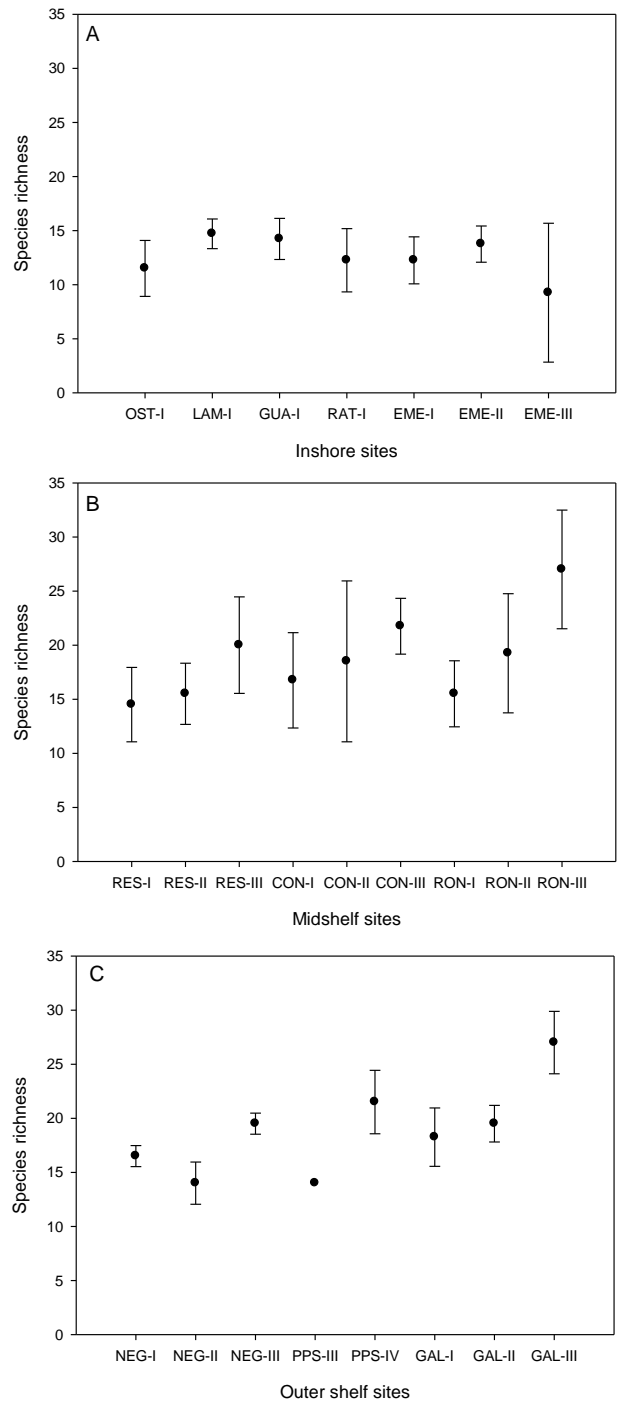 A
35
30
25
20
15
10
5
0
Species richness
OST-I LAM-I GUA-I RAT-I EME-I EME-II EME-III
Inshore sites
B
35
30
25
20
15
10
5
0
Species richness
RES-I RES-II RES-III CON-I CON-II CON-III RON-I RON-II RON-III
Midshelf sites
C
35
30
25
20
15
10
5
0
Species richness
NEG-I NEG-II NEG-III PPS-III PPS-IV GAL-I GAL-II GAL-III
Outer shelf sites